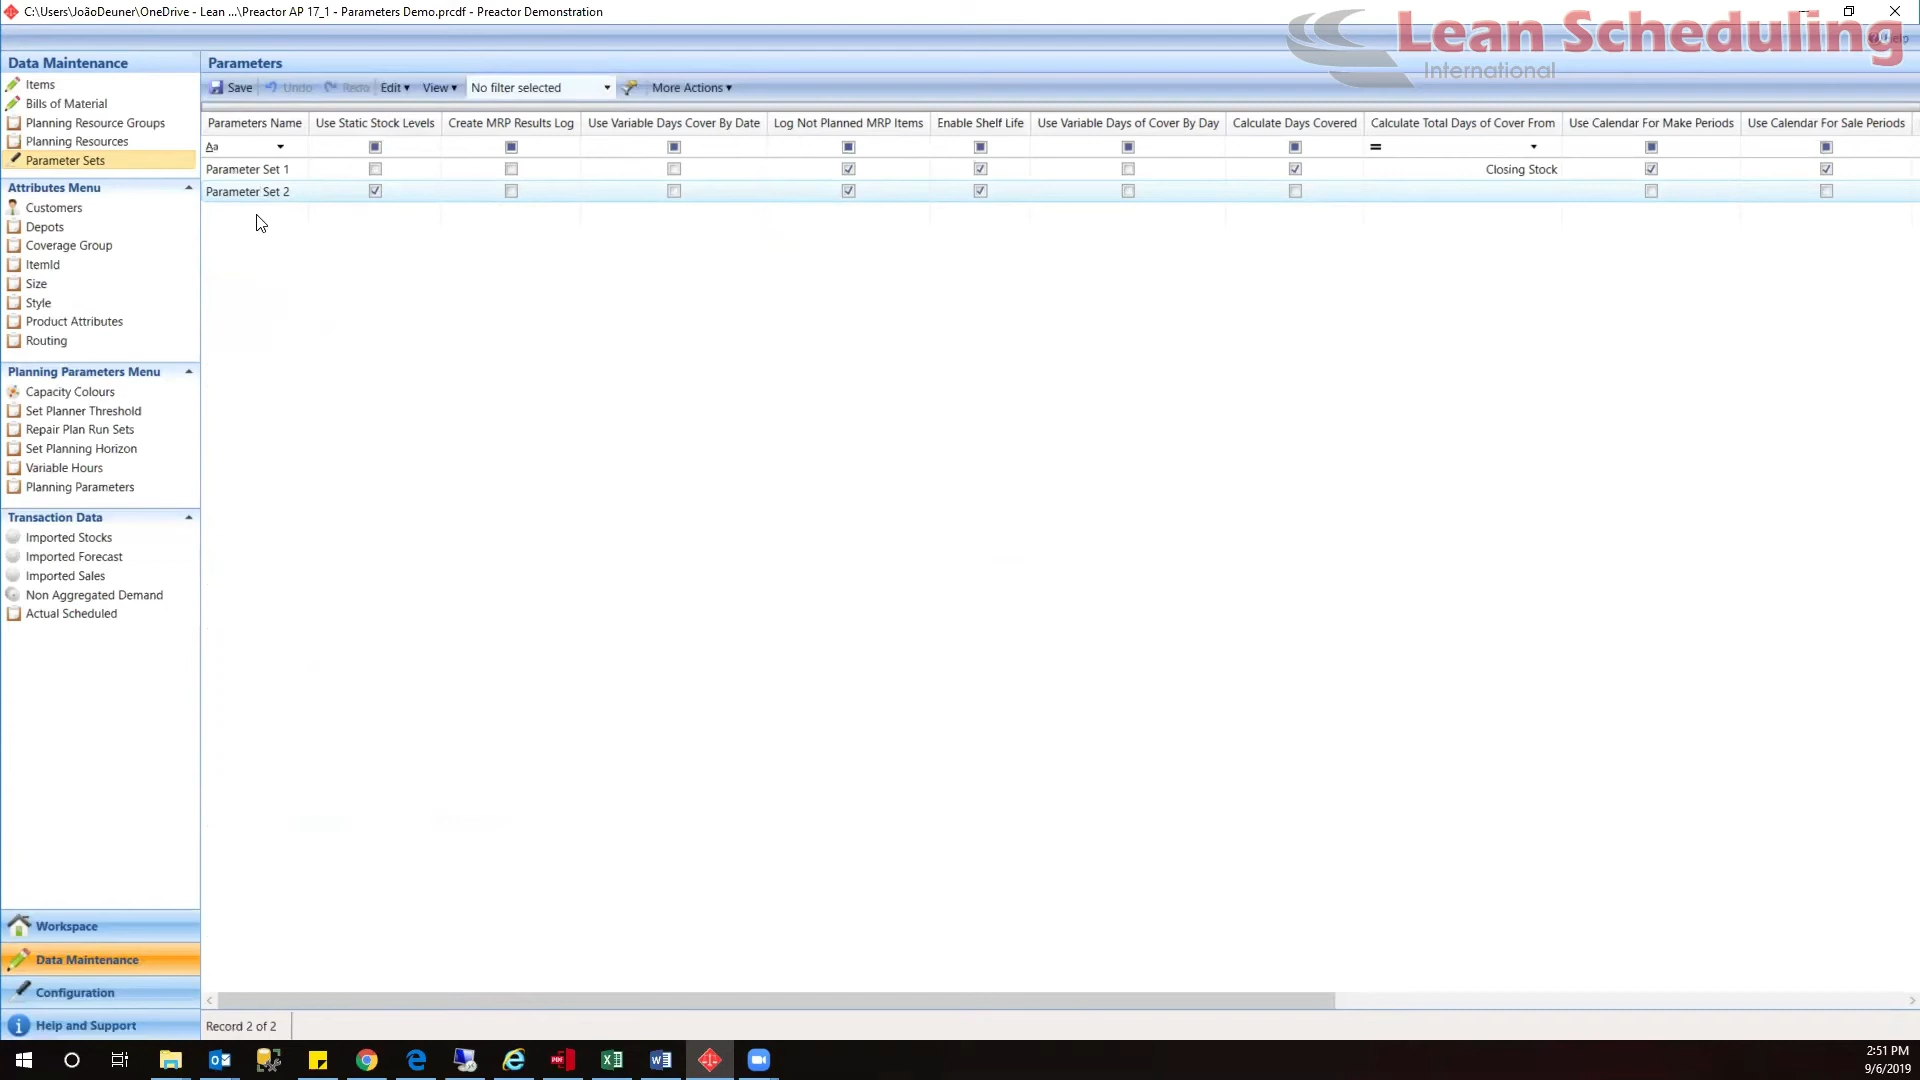 C:\Users\JoãoDeuner\OneDrive - Lean ...\Preactor AP 17_1 - Parameters Demo.prcdf - Preactor Demonstration
Lean Scheduling
International
Help
Data Maintenance
Items
Bills of Material
Planning Resource Groups
Planning Resources
Parameter Sets
Attributes Menu
Customers
Depots
Coverage Group
ItemId
Size
Style
Product Attributes
Routing
Planning Parameters Menu
Capacity Colours
Set Planner Threshold
Repair Plan Run Sets
Set Planning Horizon
Variable Hours
Planning Parameters
Transaction Data
Imported Stocks
Imported Forecast
Imported Sales
Non Aggregated Demand
Actual Scheduled
Workspace
Data Maintenance
Configuration
Help and Support
Parameters
Save Undo Redo Edit View No filter selected More Actions
Parameters Name Use Static Stock Levels Create MRP Results Log Use Variable Days Cover By Date Log Not Planned MRP Items Enable Shelf Life Use Variable Days of Cover By Day Calculate Days Covered Calculate Total Days of Cover From Use Calendar For Make Periods Use Calendar For Sale Periods
Aa =
Parameter Set 1 Closing Stock
Parameter Set 2
Record 2 of 2
2:51 PM
9/6/2019